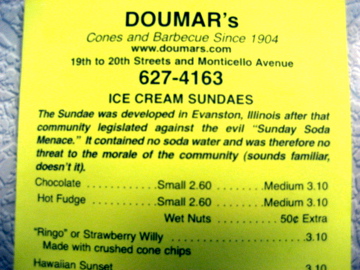 DOUMAR's
Cones and Barbecue Since 1904
www.doumars.com
19th to 20th Streets and Monticello Avenue
627-4163
ICE CREAM SUNDAES
The Sundae was developed in Evanston, Illinois after that
community legislated against the evil "Sunday Soda
Menace." It contained no soda water and was therefore no
threat to the morale of the community (sounds familiar,
doesn't it).
Chocolate ............Small 2.60 ........Medium 3.10
Hot Fudge ............Small 2.60 ........Medium 3.10
Wet Nuts .......50¢ Extra
"Ringo" or Strawberry Willy ....................3.10
Made with crushed cone chips
Hawaiian Sunset ....................3.10